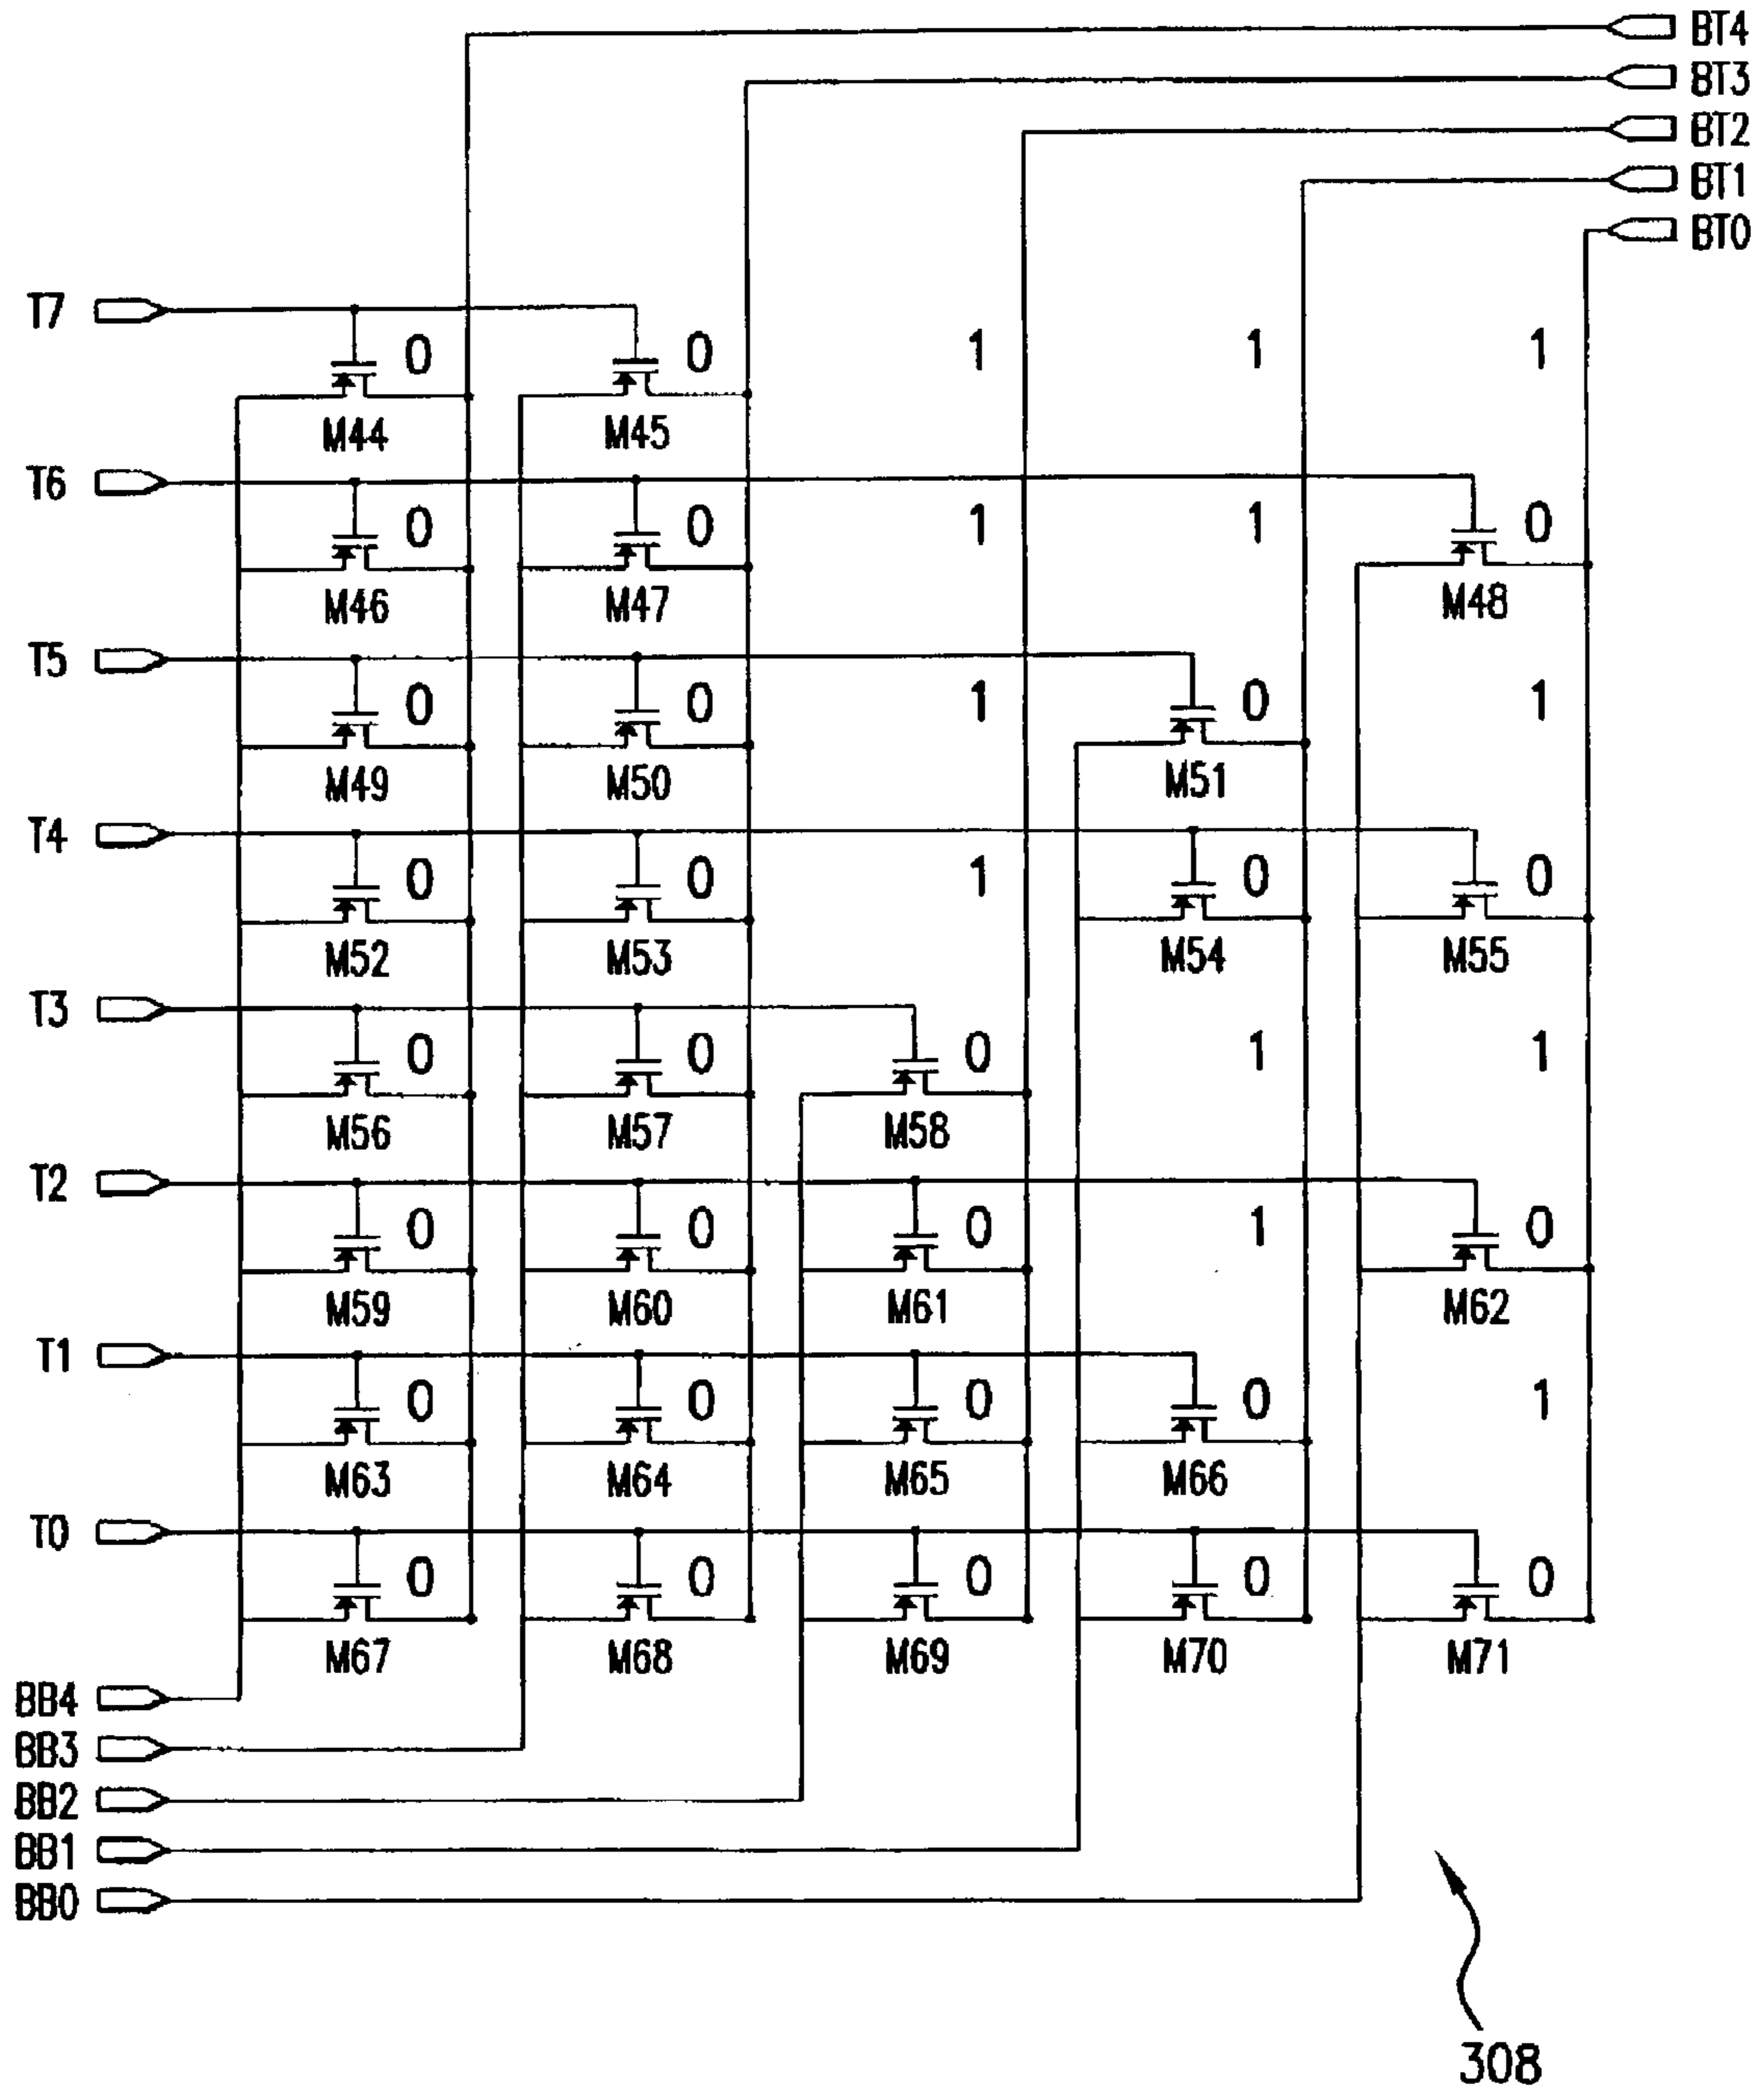 BT4
BT3
BT2
BT1
BT0
T7
0 0 1 1 1
M44 M45
T6
0 0 1 1 0
M46 M47 M48
T5
0 0 1 0 1
M49 M50 M51
T4
0 0 1 0 0
M52 M53 M54 M55
T3
0 0 0 1 1
M56 M57 M58
T2
0 0 0 1 0
M59 M60 M61 M62
T1
0 0 0 0 1
M63 M64 M65 M66
T0
0 0 0 0 0
M67 M68 M69 M70 M71
BB4
BB3
BB2
BB1
BB0
308